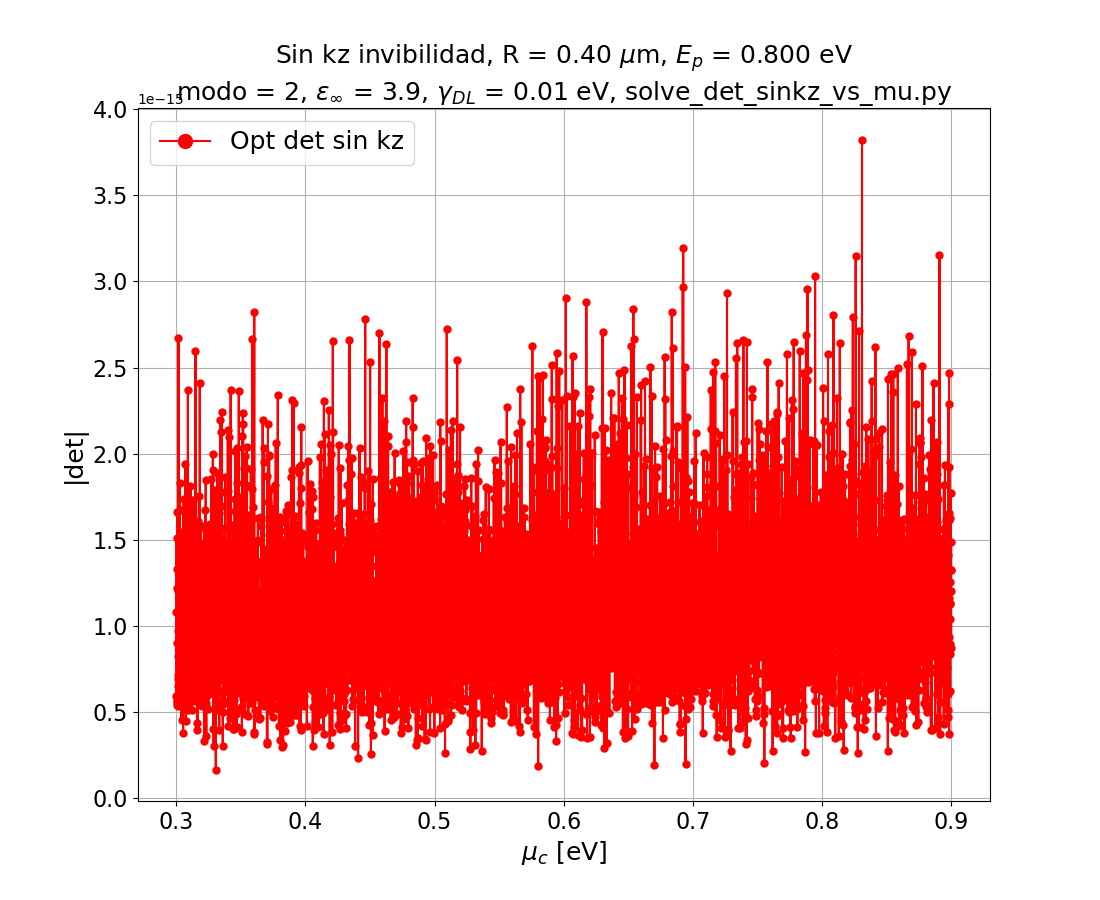 Sin kz invibilidad, R = 0.40 μm, E_p = 0.800 eV
modo = 2, ε_∞ = 3.9, γ_DL = 0.01 eV, solve_det_sinkz_vs_mu.py
1e−15
4.0
Opt det sin kz
3.5
3.0
2.5
2.0
|det|
1.5
1.0
0.5
0.0
0.3 0.4 0.5 0.6 0.7 0.8 0.9
μ_c [eV]